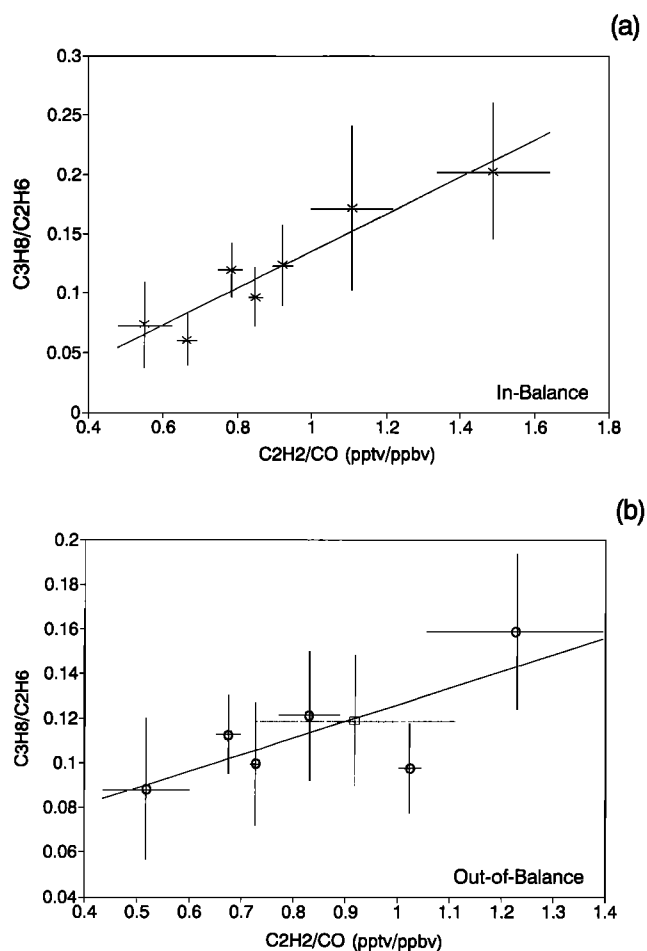 (a)
0.3
0.25
0.2
0.15
0.1
0.05
0
C3H8/C2H6
In-Balance
0.4 0.6 0.8 1 1.2 1.4 1.6 1.8
C2H2/CO (pptv/ppbv)
(b)
0.2
0.18
0.16
0.14
0.12
0.1
0.08
0.06
0.04
C3H8/C2H6
Out-of-Balance
0.4 0.5 0.6 0.7 0.8 0.9 1 1.1 1.2 1.3 1.4
C2H2/CO (pptv/ppbv)